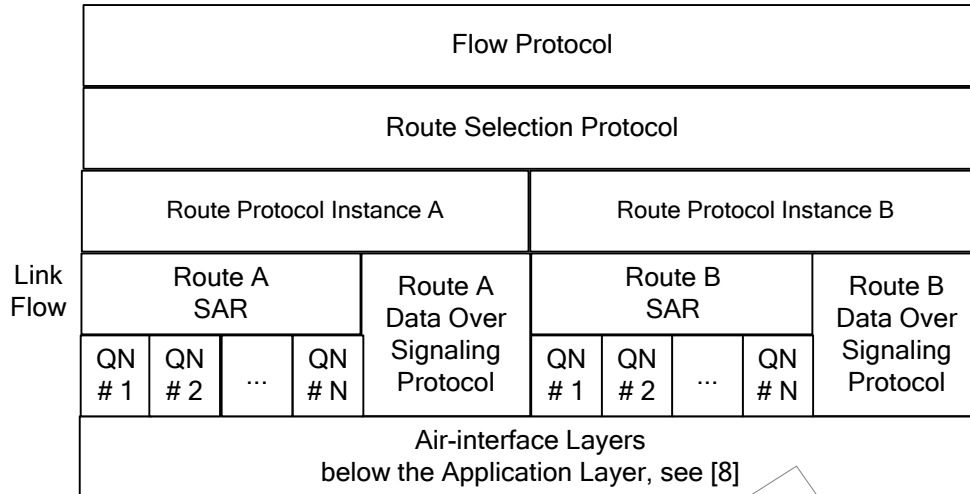 Flow Protocol
Route Selection Protocol
Route Protocol Instance A
Route Protocol Instance B
Link
Flow
Route A
SAR
Route A
Data Over
Signaling
Protocol
Route B
SAR
Route B
Data Over
Signaling
Protocol
QN
# 1
QN
# 2
...
QN
# N
QN
# 1
QN
# 2
...
QN
# N
Air-interface Layers
below the Application Layer, see [8]